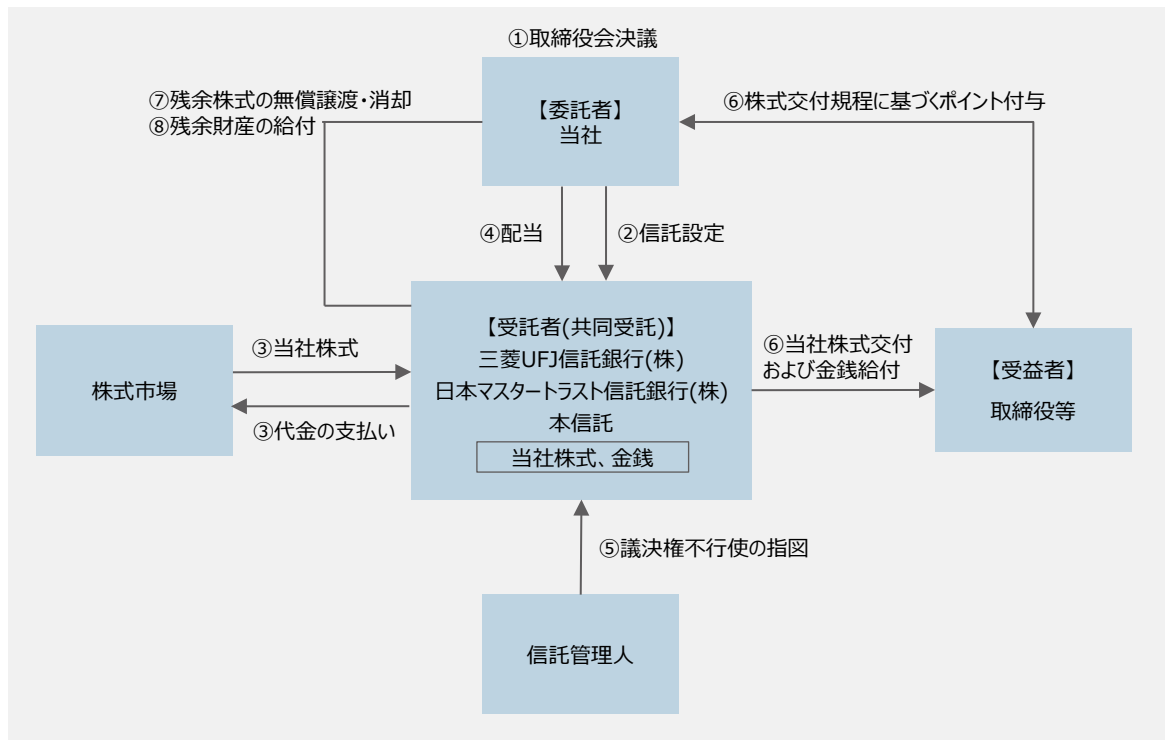 ①取締役会決議
⑦残余株式の無償譲渡・消却
⑧残余財産の給付
【委託者】
当社
⑥株式交付規程に基づくポイント付与
④配当
②信託設定
株式市場
③当社株式
③代金の支払い
【受託者(共同受託)】
三菱UFJ信託銀行(株)
日本マスタートラスト信託銀行(株)
本信託
当社株式、金銭
⑥当社株式交付
および金銭給付
【受益者】
取締役等
⑤議決権不行使の指図
信託管理人